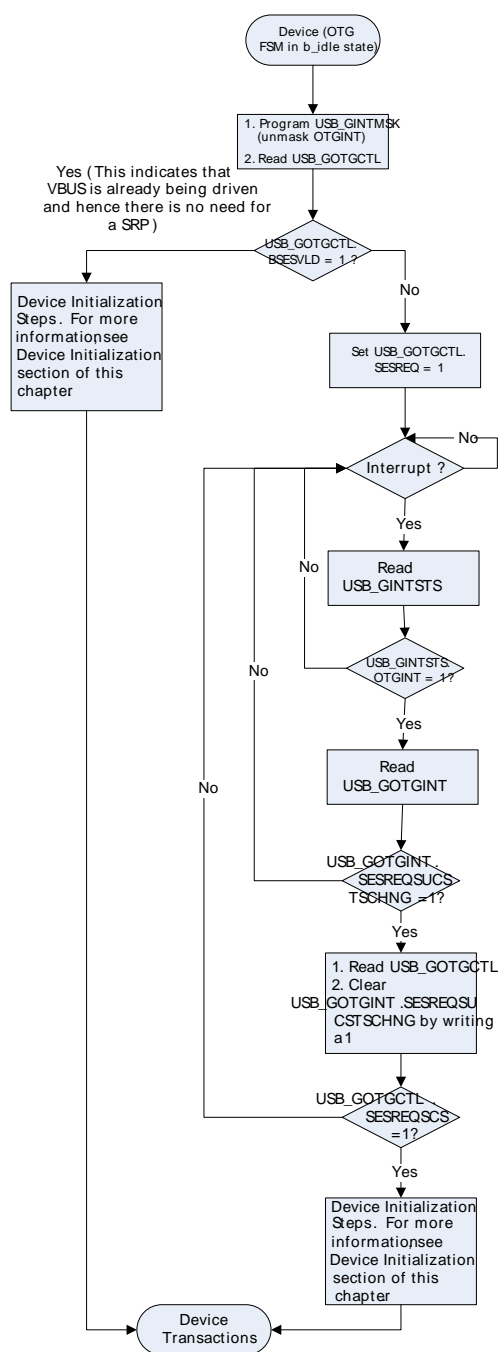 Device (OTG
FSM in b_idle state)
1. Program USB_GINTMSK
(unmask OTGINT)
2. Read USB_GOTGCTL
Yes (This indicates that
VBUS is already being driven
and hence there is no need for
a SRP)
USB_GOTGCTL.
BSESVLD = 1 ?
No
Device Initialization
Steps. For more
information, see
Device Initialization
section of this
chapter
Set USB_GOTGCTL.
SESREQ = 1
No
Interrupt ?
Yes
No
Read
USB_GINTSTS
USB_GINTSTS.
OTGINT = 1?
No
Yes
Read
USB_GOTGINT
No
USB_GOTGINT .
SESREQSUCS
TSCHNG =1?
Yes
1. Read USB_GOTGCTL
2. Clear
USB_GOTGINT .SESREQSU
CSTSCHNG by writing
a 1
USB_GOTGCTL .
SESREQSCS
=1?
Yes
Device Initialization
Steps. For more
information, see
Device Initialization
section of this
chapter
Device
Transactions